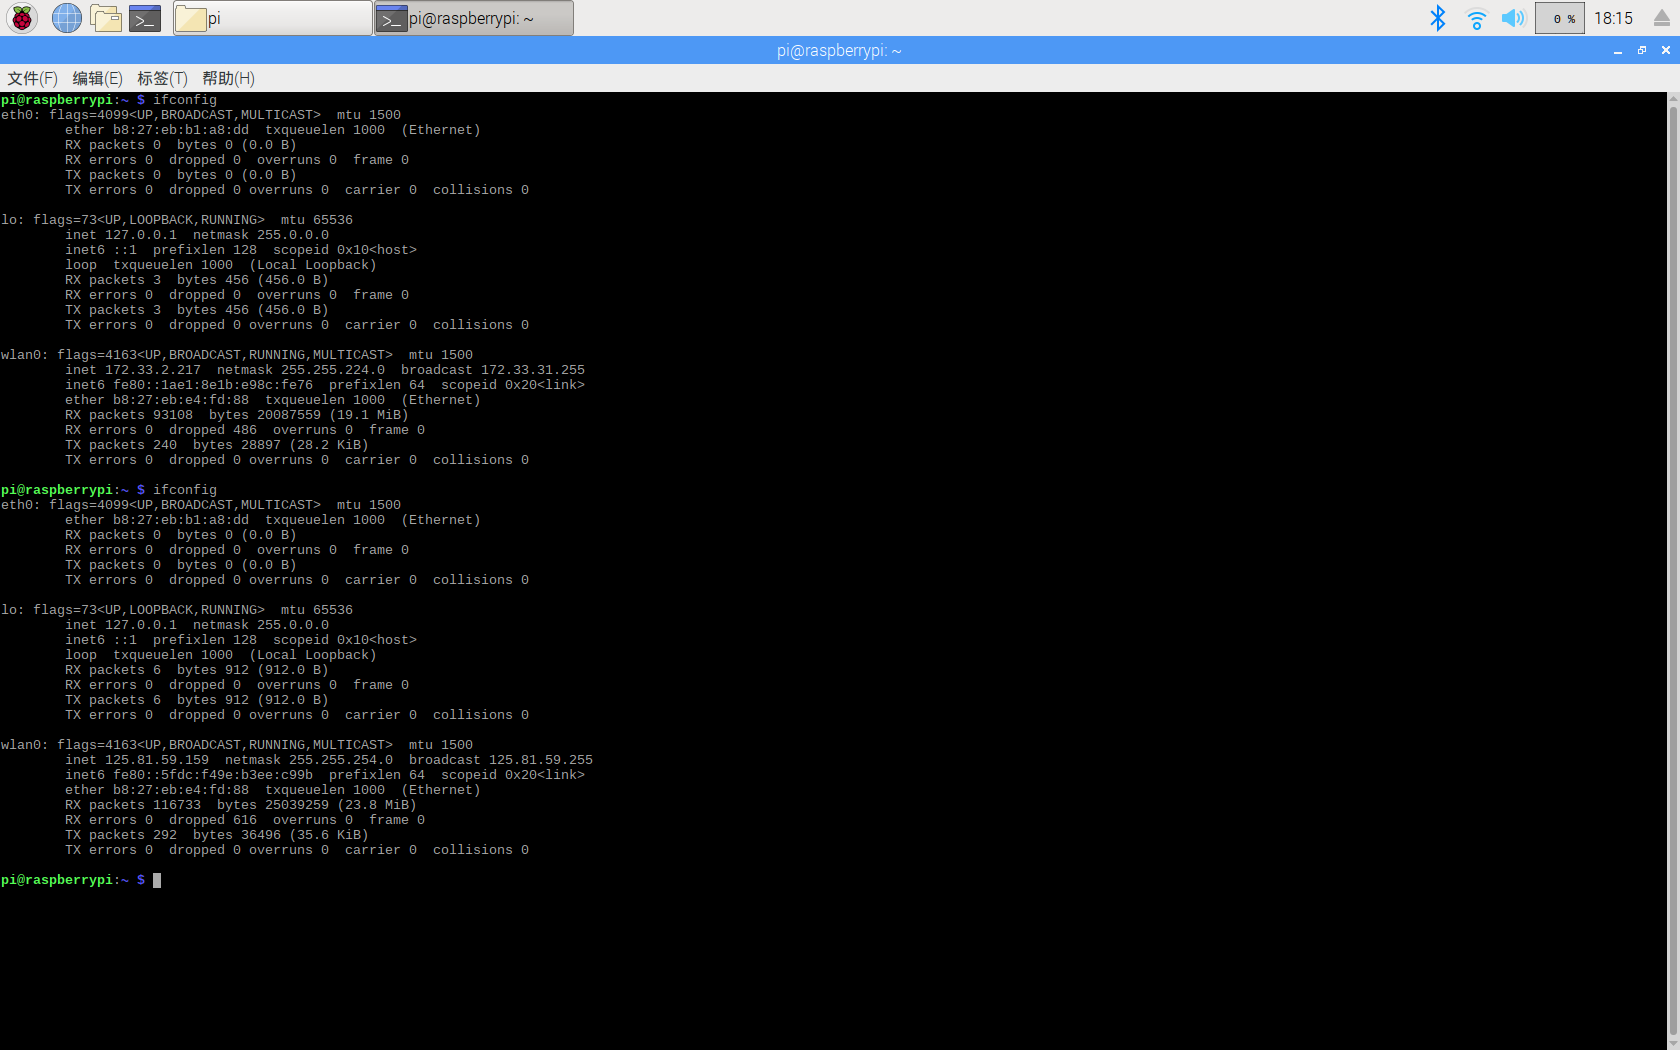 pi
pi@raspberrypi: ~
0 %
18:15
pi@raspberrypi: ~
文件(F) 编辑(E) 标签(T) 帮助(H)
pi@raspberrypi:~ $ ifconfig
eth0: flags=4099<UP,BROADCAST,MULTICAST>  mtu 1500
        ether b8:27:eb:b1:a8:dd  txqueuelen 1000  (Ethernet)
        RX packets 0  bytes 0 (0.0 B)
        RX errors 0  dropped 0  overruns 0  frame 0
        TX packets 0  bytes 0 (0.0 B)
        TX errors 0  dropped 0 overruns 0  carrier 0  collisions 0

lo: flags=73<UP,LOOPBACK,RUNNING>  mtu 65536
        inet 127.0.0.1  netmask 255.0.0.0
        inet6 ::1  prefixlen 128  scopeid 0x10<host>
        loop  txqueuelen 1000  (Local Loopback)
        RX packets 3  bytes 456 (456.0 B)
        RX errors 0  dropped 0  overruns 0  frame 0
        TX packets 3  bytes 456 (456.0 B)
        TX errors 0  dropped 0 overruns 0  carrier 0  collisions 0

wlan0: flags=4163<UP,BROADCAST,RUNNING,MULTICAST>  mtu 1500
        inet 172.33.2.217  netmask 255.255.224.0  broadcast 172.33.31.255
        inet6 fe80::1ae1:8e1b:e98c:fe76  prefixlen 64  scopeid 0x20<link>
        ether b8:27:eb:e4:fd:88  txqueuelen 1000  (Ethernet)
        RX packets 93108  bytes 20087559 (19.1 MiB)
        RX errors 0  dropped 486  overruns 0  frame 0
        TX packets 240  bytes 28897 (28.2 KiB)
        TX errors 0  dropped 0 overruns 0  carrier 0  collisions 0

pi@raspberrypi:~ $ ifconfig
eth0: flags=4099<UP,BROADCAST,MULTICAST>  mtu 1500
        ether b8:27:eb:b1:a8:dd  txqueuelen 1000  (Ethernet)
        RX packets 0  bytes 0 (0.0 B)
        RX errors 0  dropped 0  overruns 0  frame 0
        TX packets 0  bytes 0 (0.0 B)
        TX errors 0  dropped 0 overruns 0  carrier 0  collisions 0

lo: flags=73<UP,LOOPBACK,RUNNING>  mtu 65536
        inet 127.0.0.1  netmask 255.0.0.0
        inet6 ::1  prefixlen 128  scopeid 0x10<host>
        loop  txqueuelen 1000  (Local Loopback)
        RX packets 6  bytes 912 (912.0 B)
        RX errors 0  dropped 0  overruns 0  frame 0
        TX packets 6  bytes 912 (912.0 B)
        TX errors 0  dropped 0 overruns 0  carrier 0  collisions 0

wlan0: flags=4163<UP,BROADCAST,RUNNING,MULTICAST>  mtu 1500
        inet 125.81.59.159  netmask 255.255.254.0  broadcast 125.81.59.255
        inet6 fe80::5fdc:f49e:b3ee:c99b  prefixlen 64  scopeid 0x20<link>
        ether b8:27:eb:e4:fd:88  txqueuelen 1000  (Ethernet)
        RX packets 116733  bytes 25039259 (23.8 MiB)
        RX errors 0  dropped 616  overruns 0  frame 0
        TX packets 292  bytes 36496 (35.6 KiB)
        TX errors 0  dropped 0 overruns 0  carrier 0  collisions 0

pi@raspberrypi:~ $